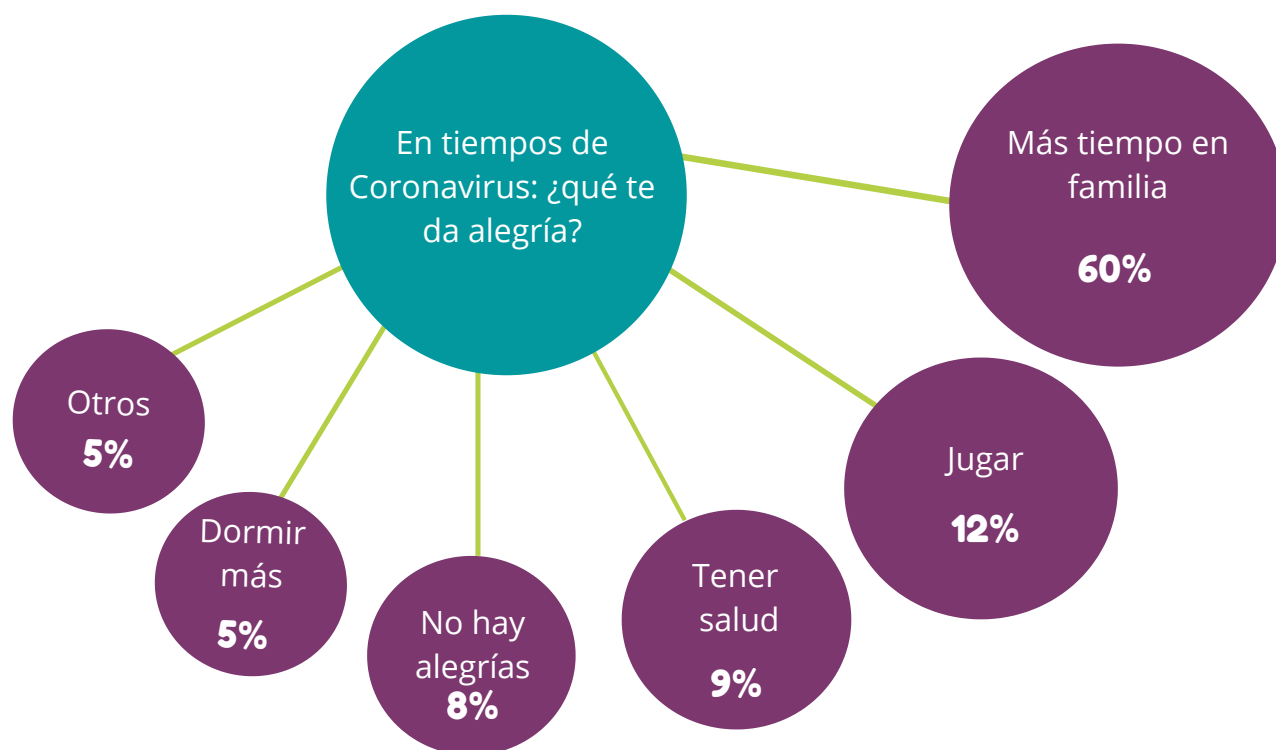 En tiempos de
Coronavirus: ¿qué te
da alegría?
Más tiempo en
familia
60%
Jugar
12%
Tener
salud
9%
No hay
alegrías
8%
Dormir
más
5%
Otros
5%